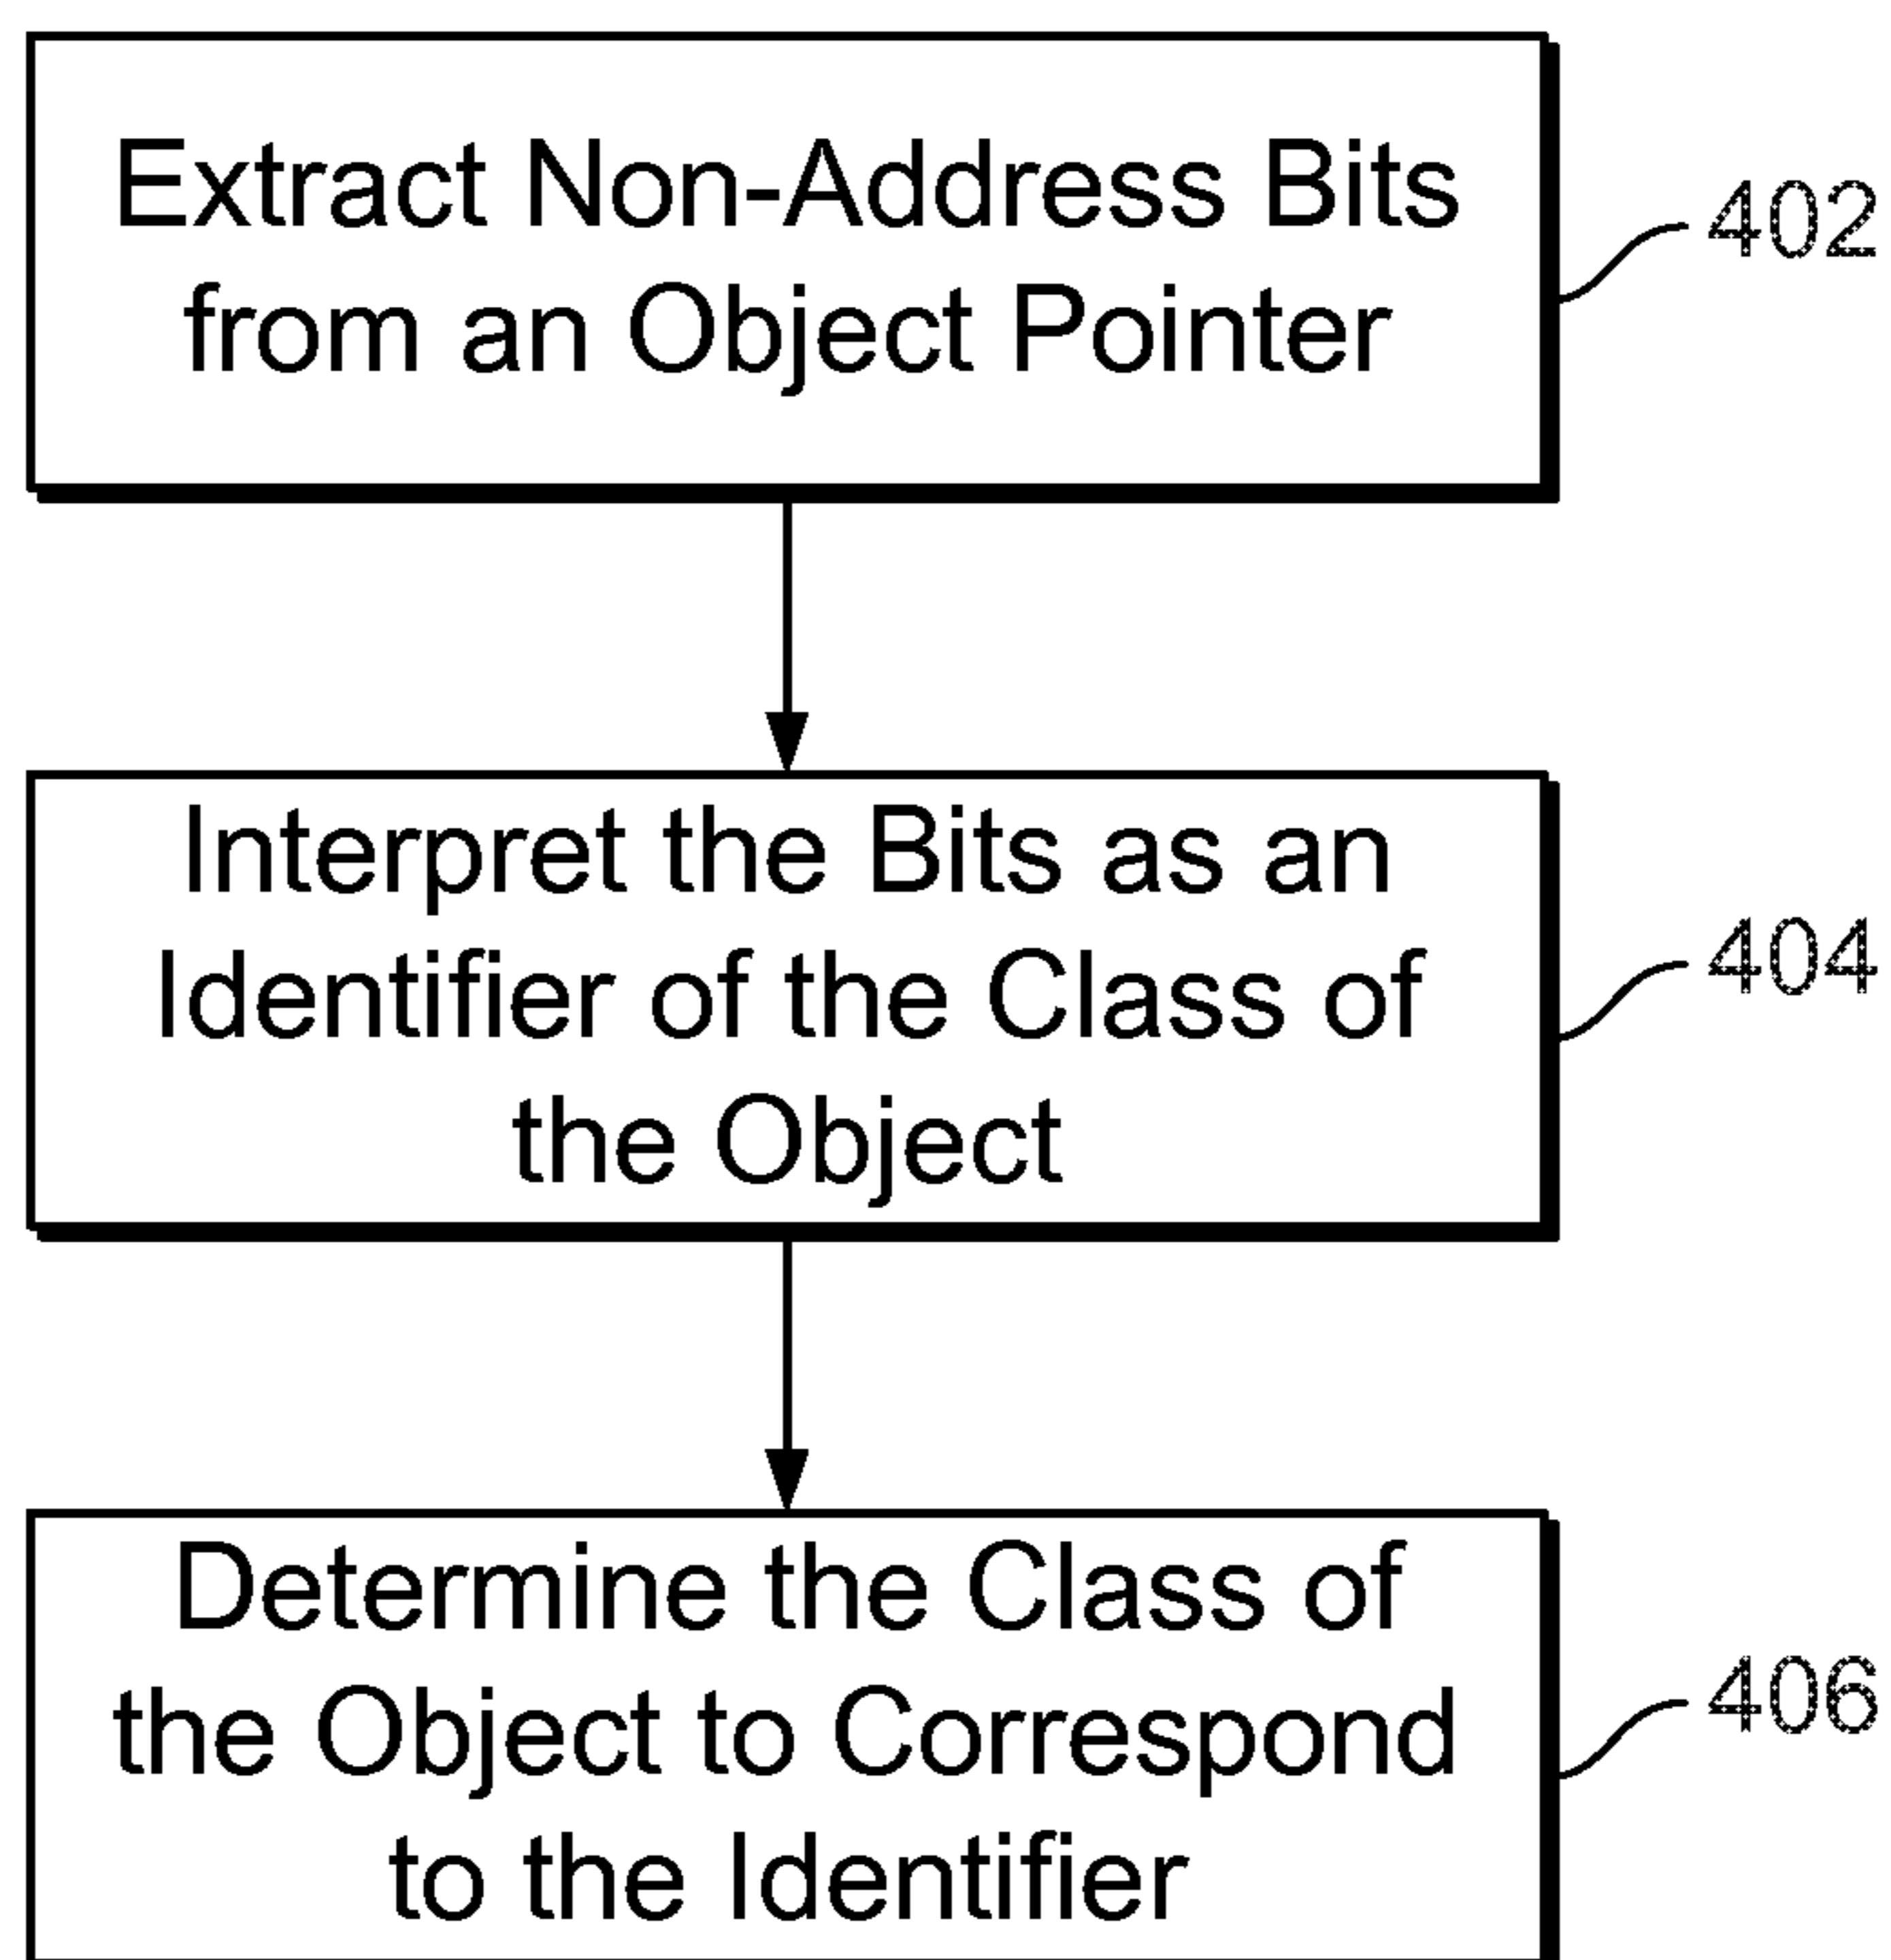 Extract Non-Address Bits
from an Object Pointer
402
Interpret the Bits as an
Identifier of the Class of
the Object
404
Determine the Class of
the Object to Correspond
to the Identifier
406